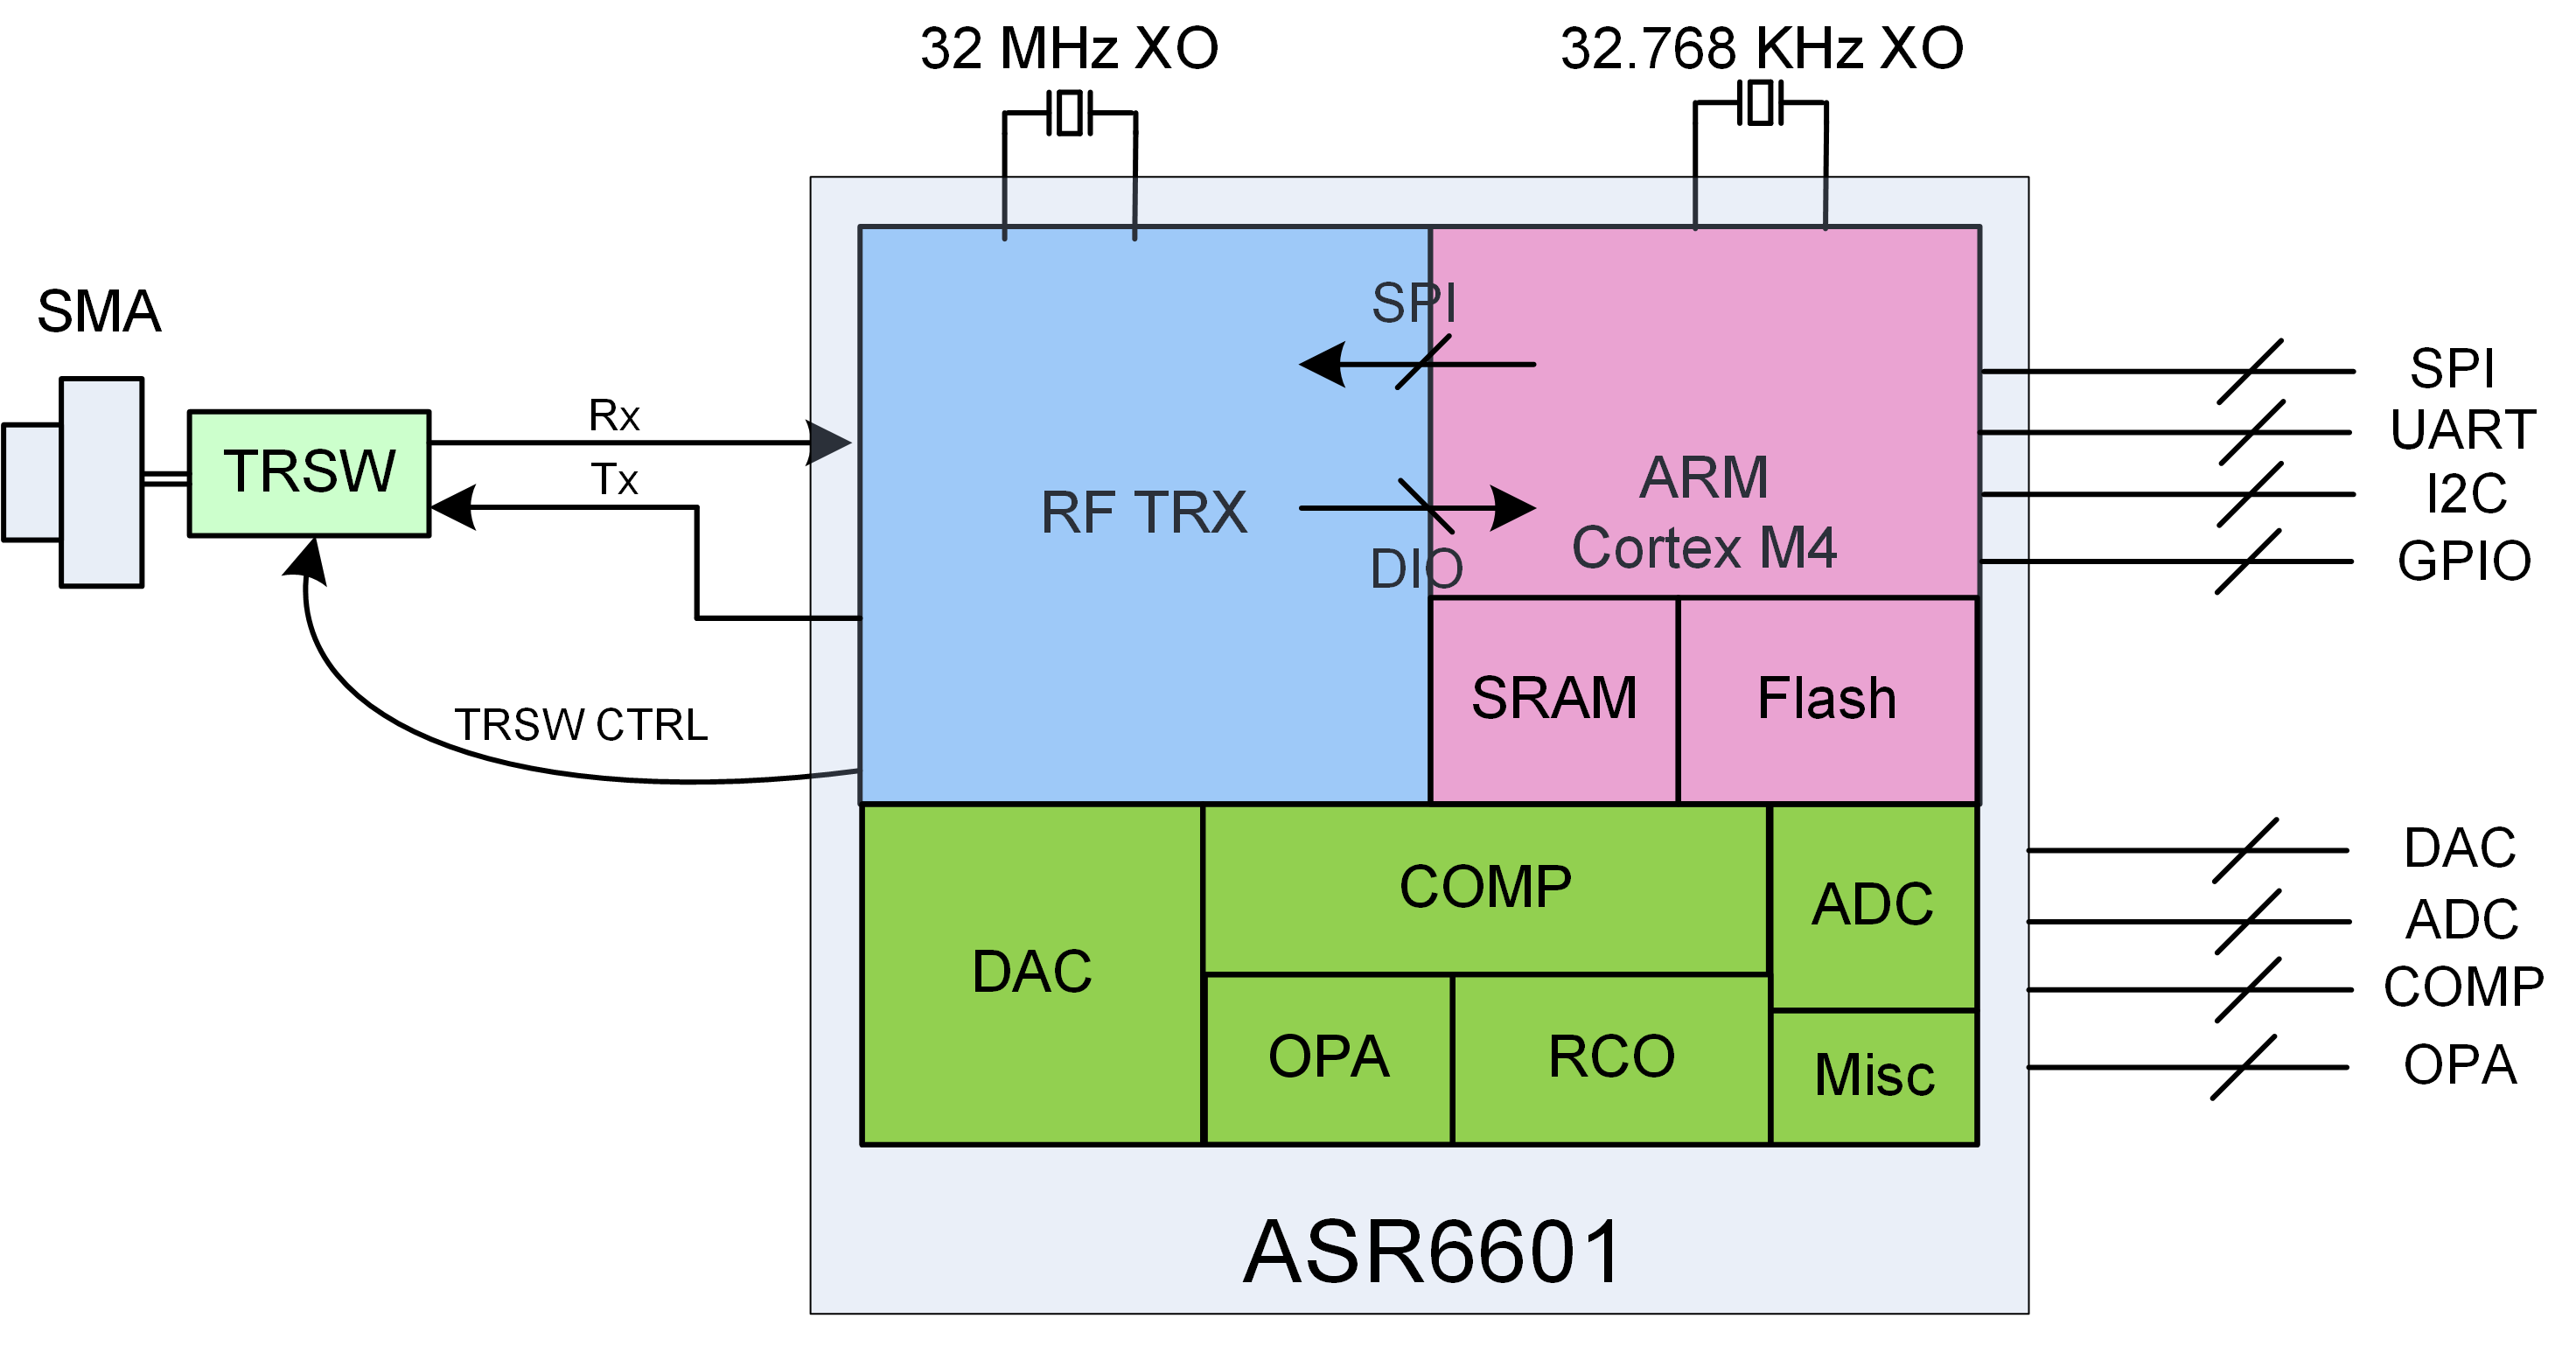 32 MHz XO
32.768 KHz XO
SMA
TRSW
Rx
Tx
TRSW CTRL
RF TRX
SPI
DIO
ARM
Cortex M4
SRAM
Flash
DAC
COMP
ADC
OPA
RCO
Misc
ASR6601
SPI
UART
I2C
GPIO
DAC
ADC
COMP
OPA